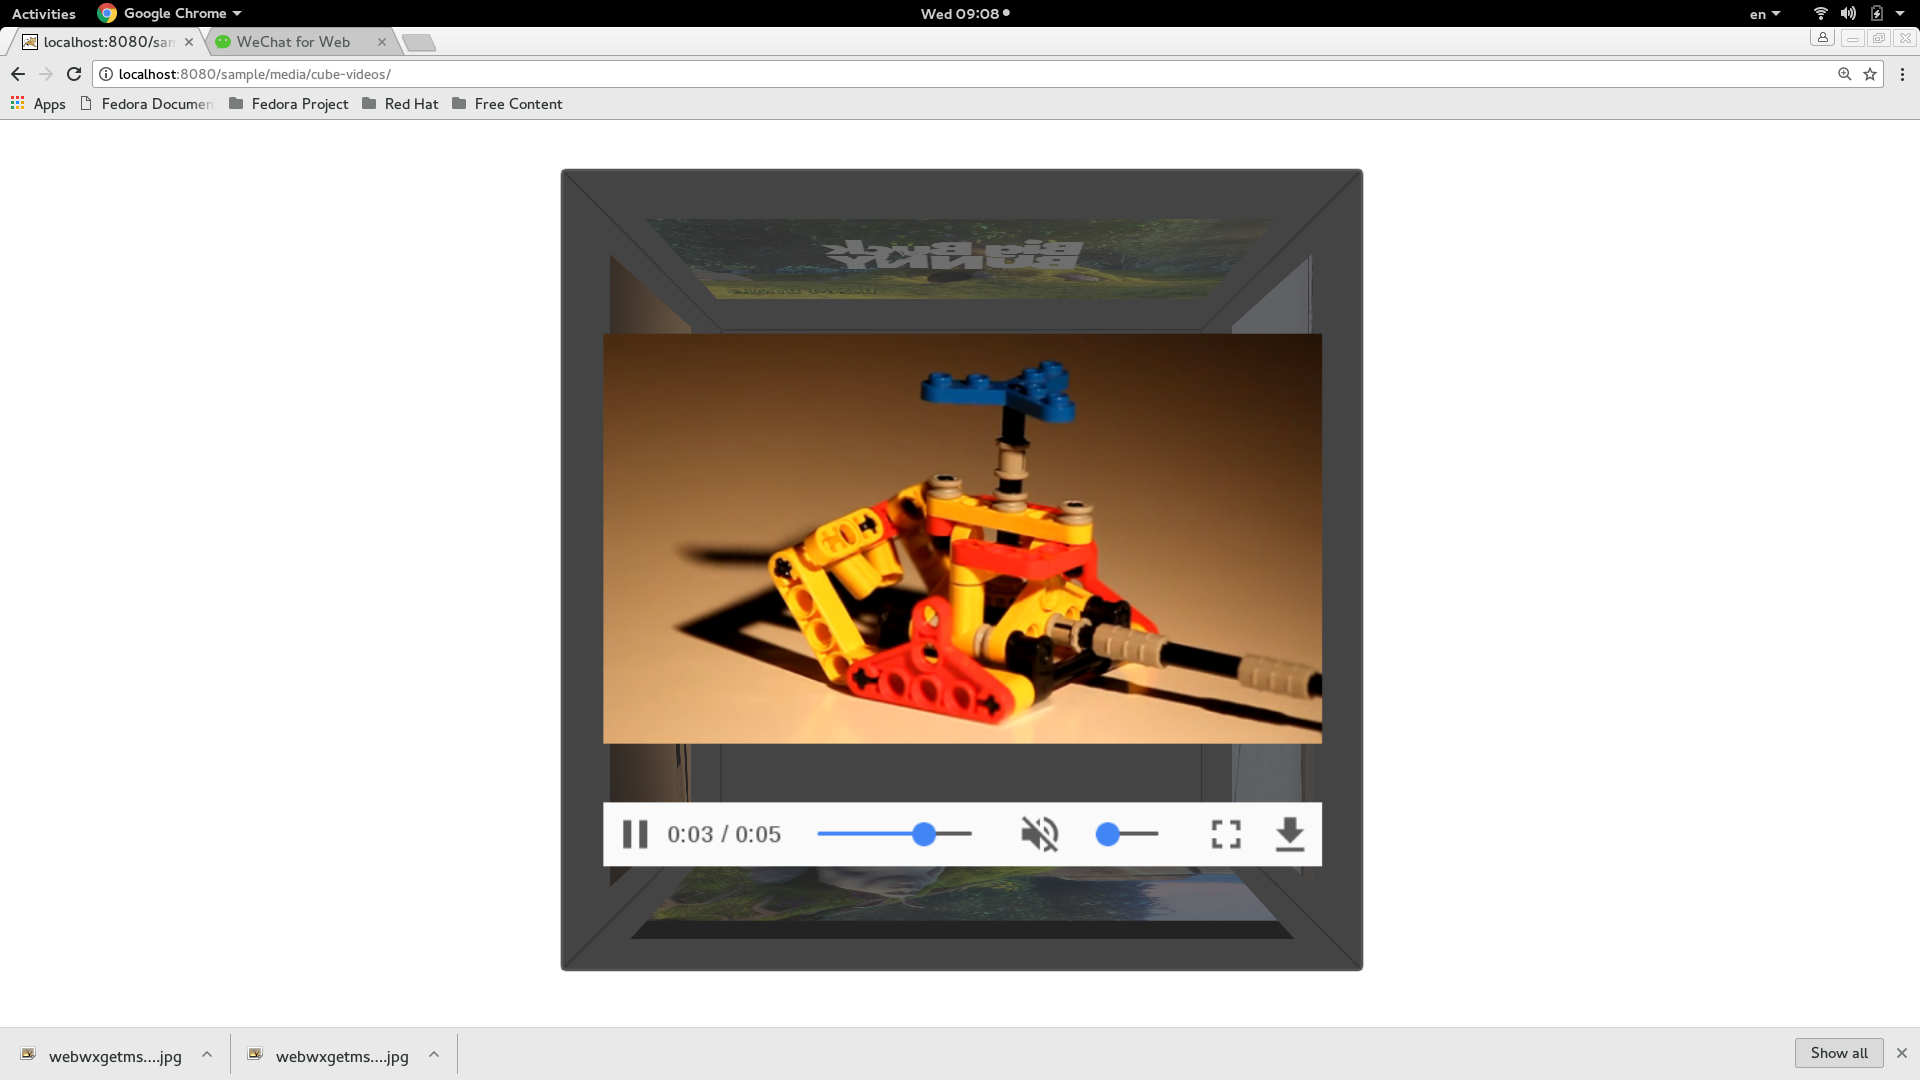 Activities Google Chrome Wed 09:08 en
localhost:8080/san WeChat for Web
localhost:8080/sample/media/cube-videos/
Apps Fedora Documen Fedora Project Red Hat Free Content
Big Buck
BUNNY
0:03 / 0:05
webwxgetms....jpg webwxgetms....jpg Show all